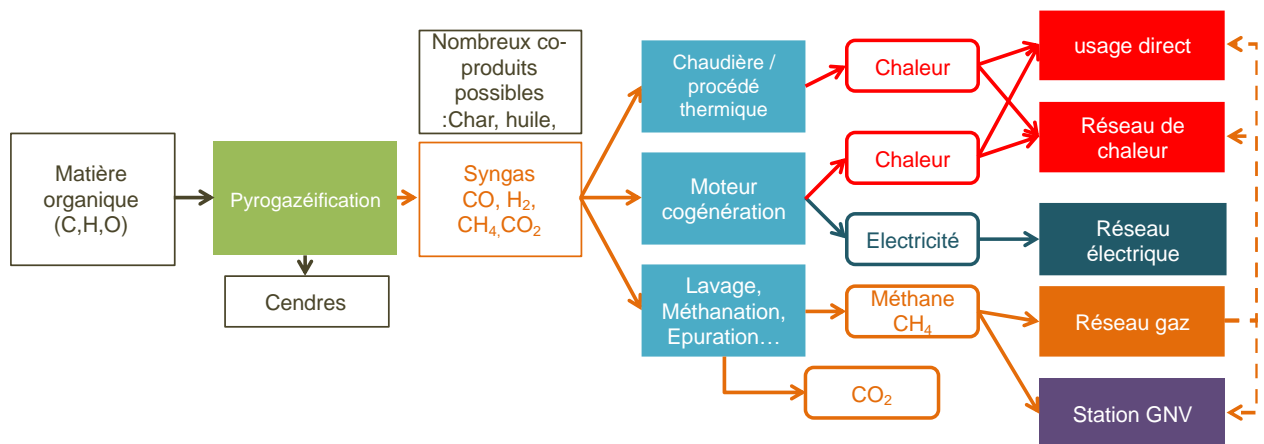 Matière
organique
(C,H,O)
Pyrogazéification
Cendres
Nombreux co-
produits
possibles
:Char, huile,
Syngas
CO, H₂,
CH₄,CO₂
Chaudière /
procédé
thermique
Moteur
cogénération
Lavage,
Méthanation,
Epuration…
Chaleur
Chaleur
Electricité
Méthane
CH₄
CO₂
usage direct
Réseau de
chaleur
Réseau
électrique
Réseau gaz
Station GNV